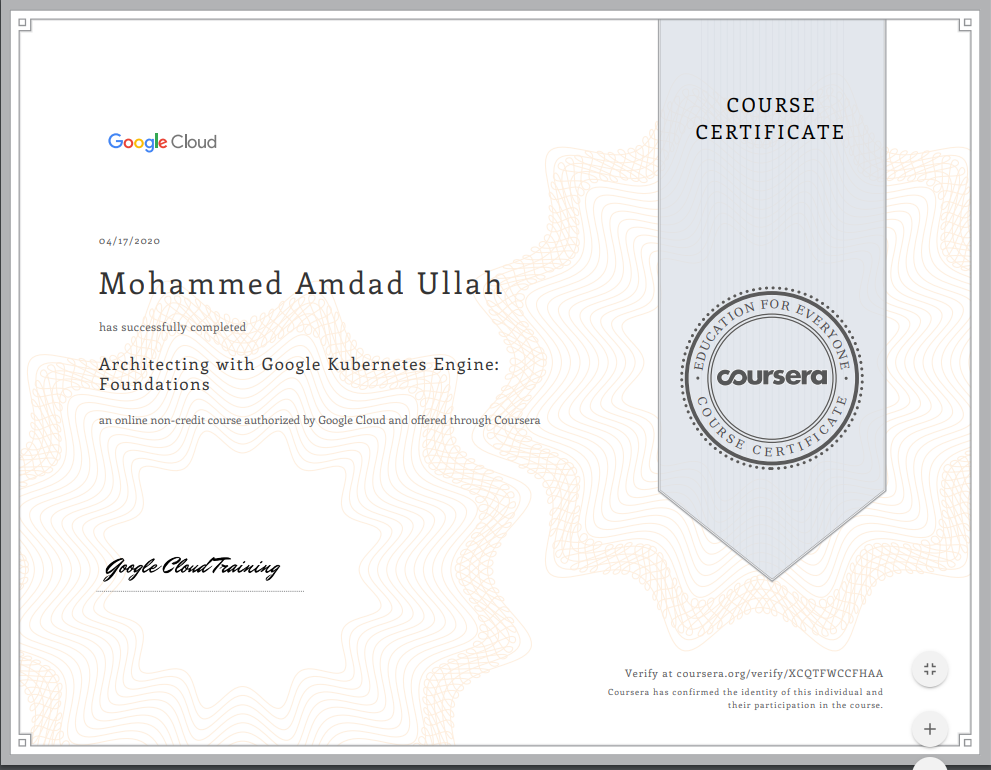 COURSE
CERTIFICATE
Google Cloud
04/17/2020
Mohammed Amdad Ullah
has successfully completed
Architecting with Google Kubernetes Engine:
Foundations
an online non-credit course authorized by Google Cloud and offered through Coursera
EDUCATION FOR EVERYONE
coursera
COURSE CERTIFICATE
Google Cloud Training
Verify at coursera.org/verify/XCQTFWCCFHAA
Coursera has confirmed the identity of this individual and
their participation in the course.